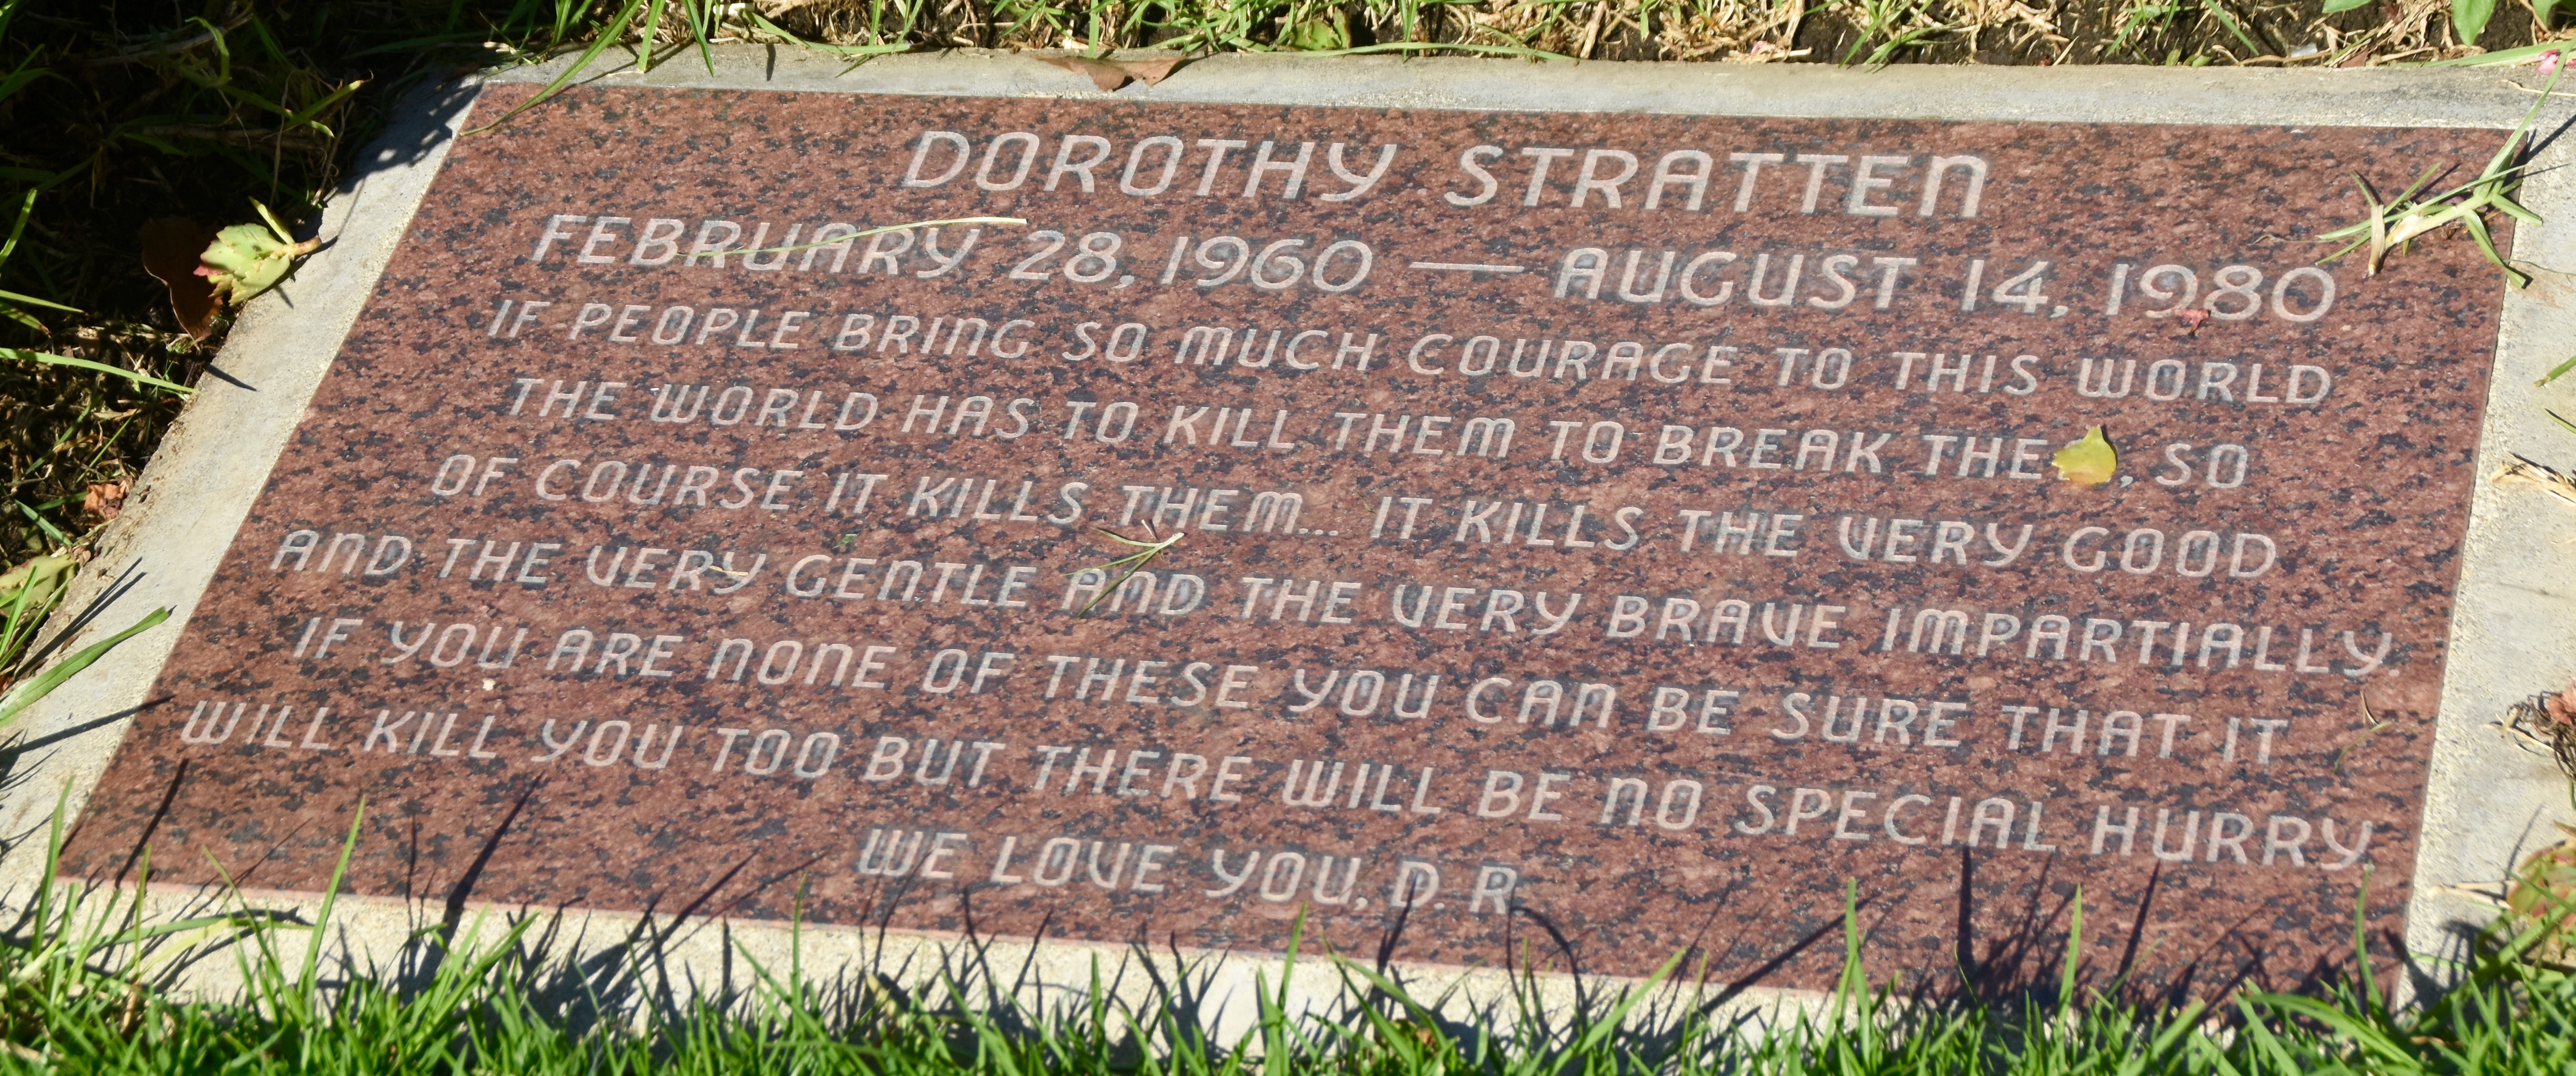 DOROTHY STRATTEN
FEBRUARY 28, 1960 — AUGUST 14, 1980
IF PEOPLE BRING SO MUCH COURAGE TO THIS WORLD
THE WORLD HAS TO KILL THEM TO BREAK THE , SO
OF COURSE IT KILLS THEM... IT KILLS THE VERY GOOD
AND THE VERY GENTLE AND THE VERY BRAVE IMPARTIALLY.
IF YOU ARE NONE OF THESE YOU CAN BE SURE THAT IT
WILL KILL YOU TOO BUT THERE WILL BE NO SPECIAL HURRY
WE LOVE YOU, D. R